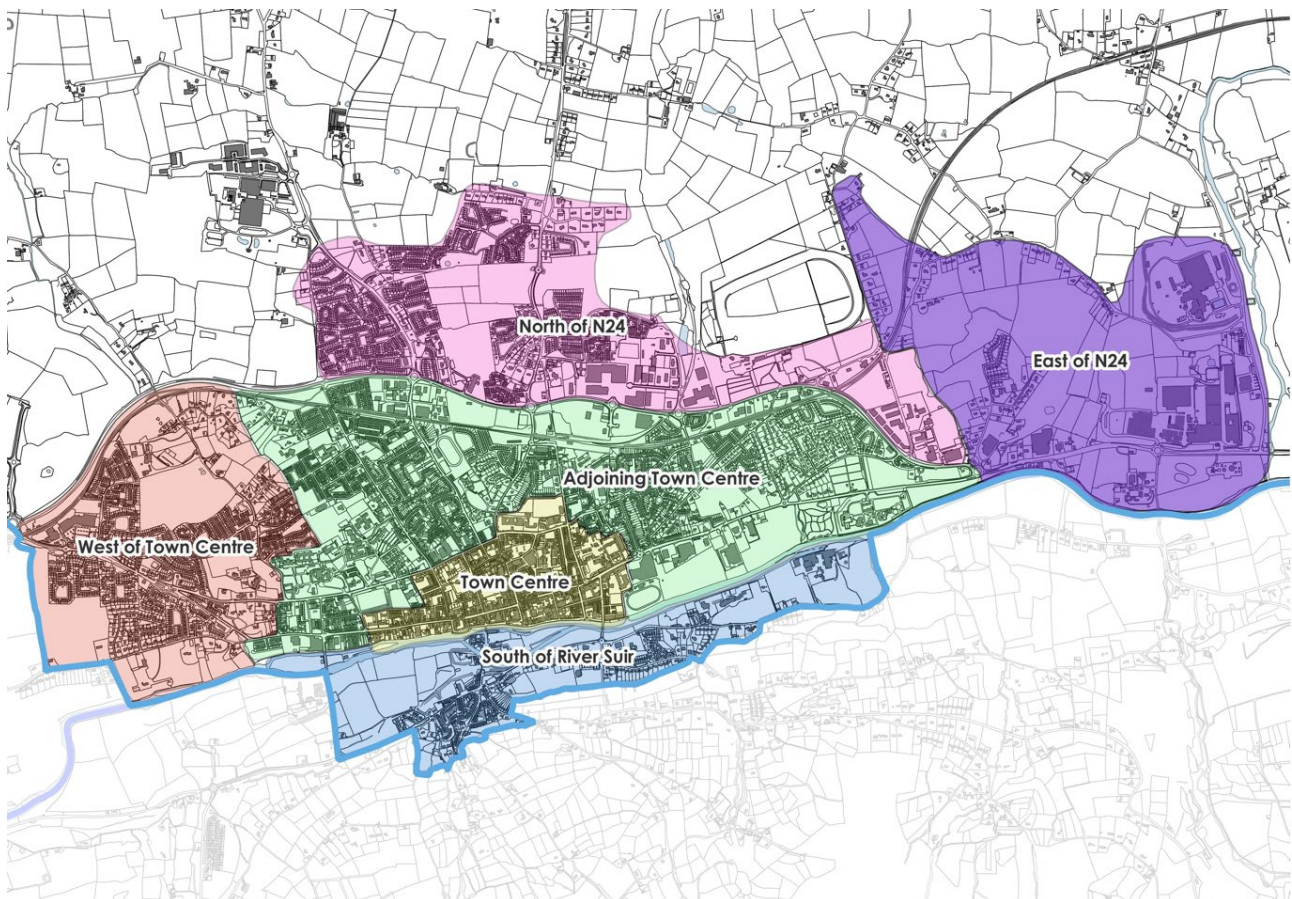 North of N24
East of N24
Adjoining Town Centre
West of Town Centre
Town Centre
South of River Suir